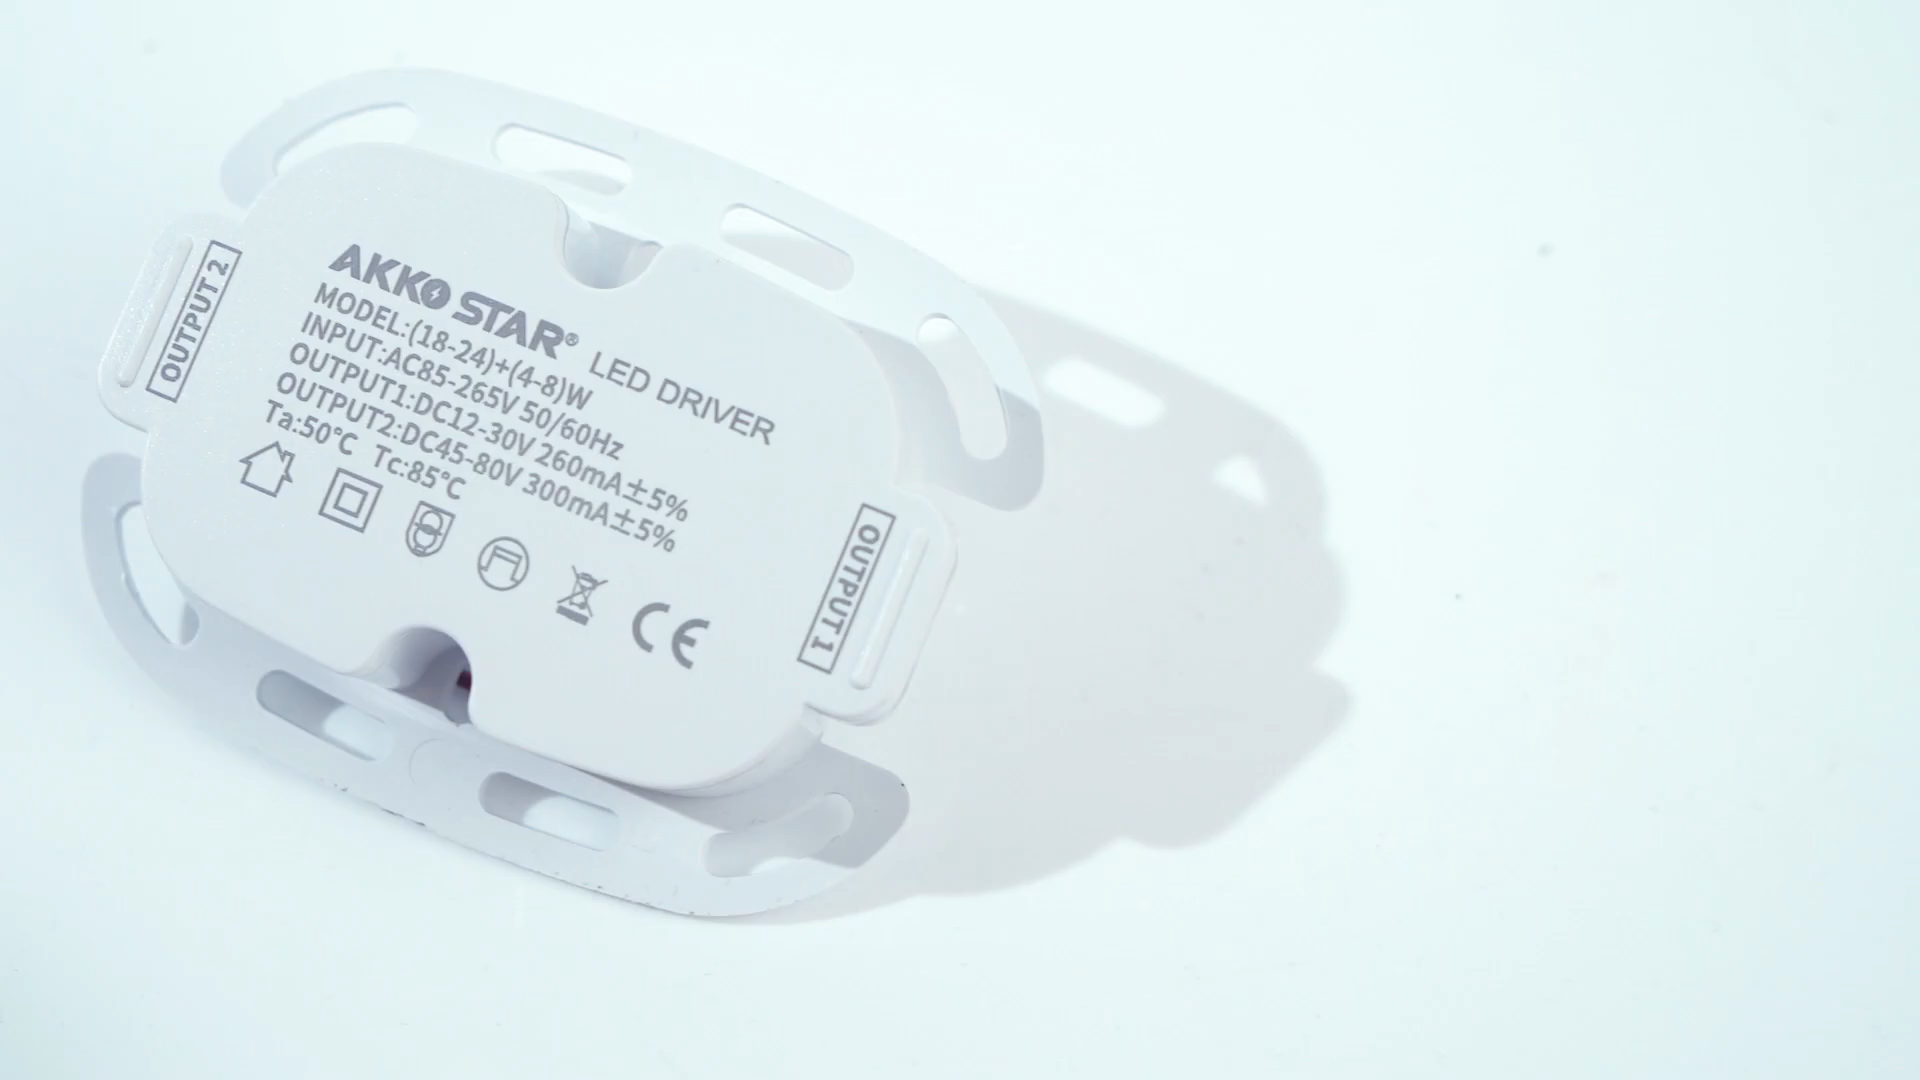 AKKO STAR® LED DRIVER
MODEL:(18-24)+(4-8)W
INPUT:AC85-265V 50/60Hz
OUTPUT1:DC12-30V 260mA±5%
OUTPUT2:DC45-80V 300mA±5%
Ta:50°C Tc:85°C
CE
OUTPUT 2
OUTPUT 1